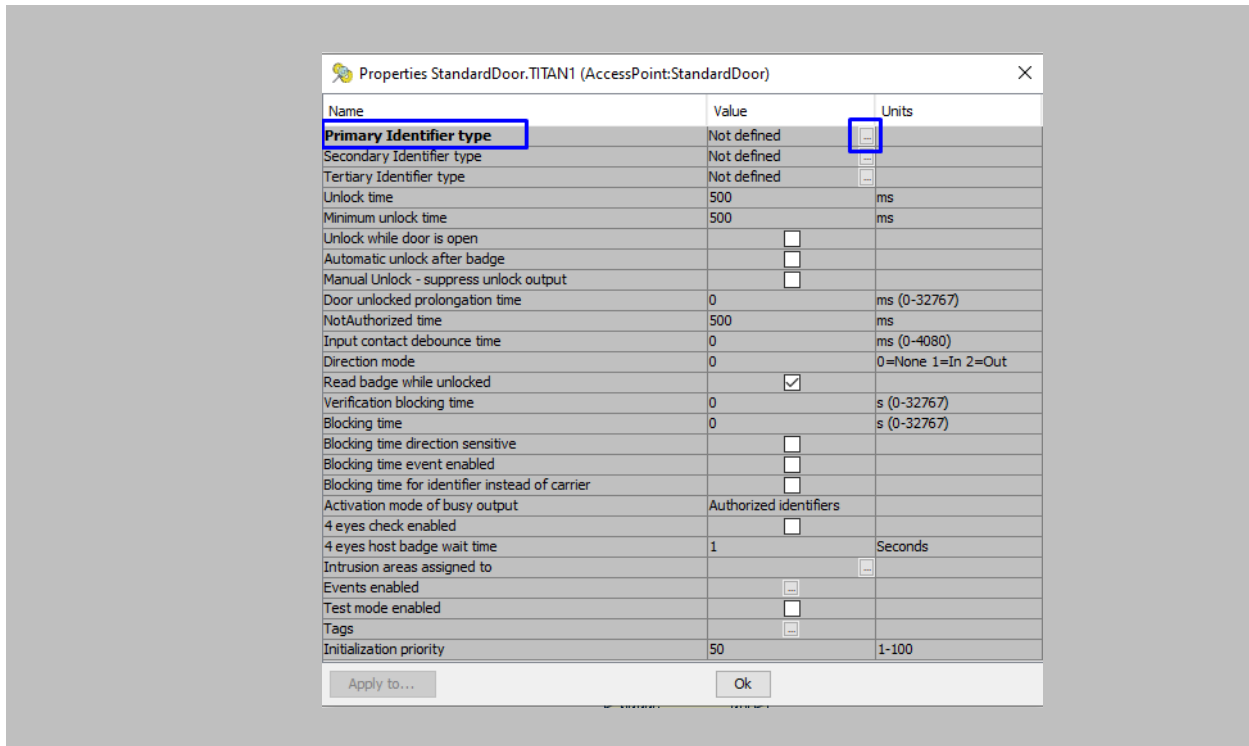 Properties StandardDoor.TITAN1 (AccessPoint:StandardDoor)
Name Value Units
Primary Identifier type Not defined ...
Secondary Identifier type Not defined ...
Tertiary Identifier type Not defined ...
Unlock time 500 ms
Minimum unlock time 500 ms
Unlock while door is open
Automatic unlock after badge
Manual Unlock - suppress unlock output
Door unlocked prolongation time 0 ms (0-32767)
NotAuthorized time 500 ms
Input contact debounce time 0 ms (0-4080)
Direction mode 0 0=None 1=In 2=Out
Read badge while unlocked
Verification blocking time 0 s (0-32767)
Blocking time 0 s (0-32767)
Blocking time direction sensitive
Blocking time event enabled
Blocking time for identifier instead of carrier
Activation mode of busy output Authorized identifiers
4 eyes check enabled
4 eyes host badge wait time 1 Seconds
Intrusion areas assigned to ...
Events enabled ...
Test mode enabled
Tags ...
Initialization priority 50 1-100
Apply to... Ok